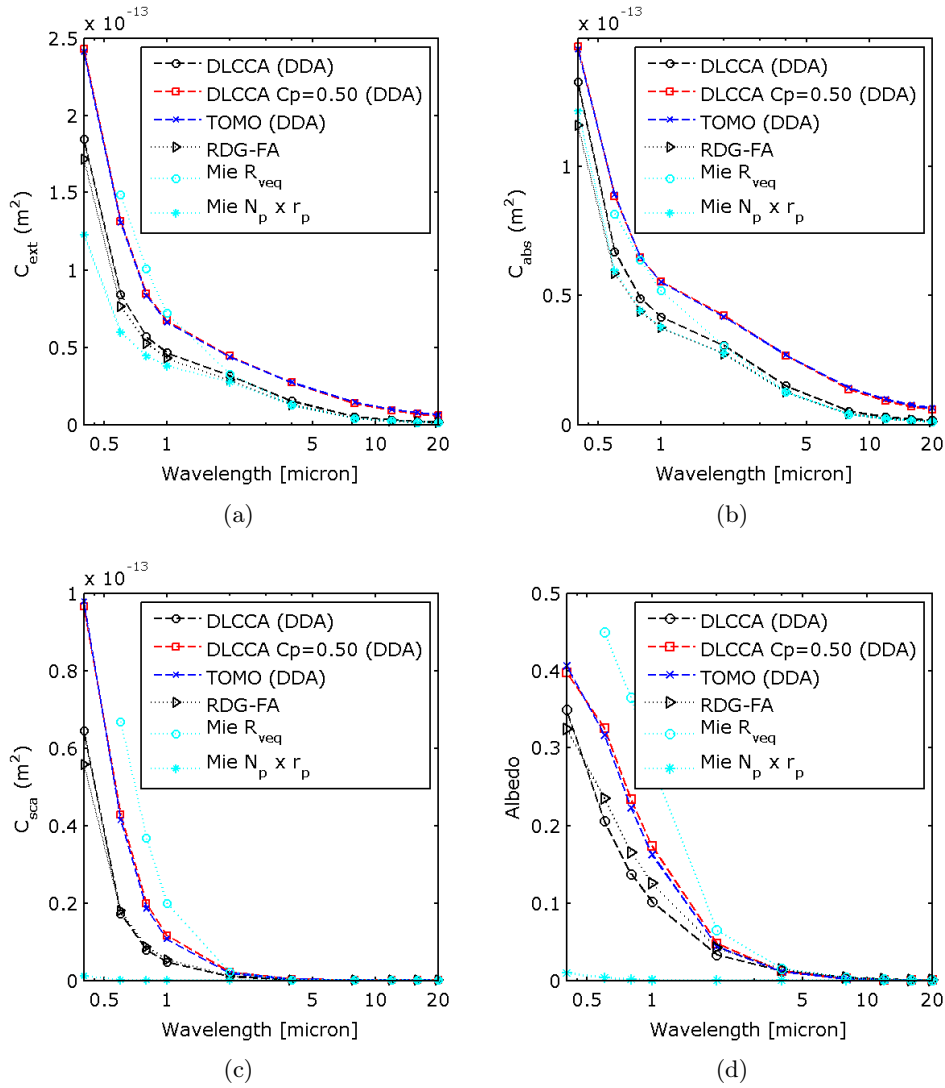 x 10⁻¹³
2.5
2
1.5
1
0.5
0
C_ext (m²)
DLCCA (DDA)
DLCCA Cp=0.50 (DDA)
TOMO (DDA)
RDG-FA
Mie R_veq
Mie N_p x r_p
0.5 1 5 10 20
Wavelength [micron]
(a)
x 10⁻¹³
1
0.5
0
C_abs (m²)
DLCCA (DDA)
DLCCA Cp=0.50 (DDA)
TOMO (DDA)
RDG-FA
Mie R_veq
Mie N_p x r_p
0.5 1 5 10 20
Wavelength [micron]
(b)
x 10⁻¹³
1
0.8
0.6
0.4
0.2
0
C_sca (m²)
DLCCA (DDA)
DLCCA Cp=0.50 (DDA)
TOMO (DDA)
RDG-FA
Mie R_veq
Mie N_p x r_p
0.5 1 5 10 20
Wavelength [micron]
(c)
0.5
0.4
0.3
0.2
0.1
0
Albedo
DLCCA (DDA)
DLCCA Cp=0.50 (DDA)
TOMO (DDA)
RDG-FA
Mie R_veq
Mie N_p x r_p
0.5 1 5 10 20
Wavelength [micron]
(d)